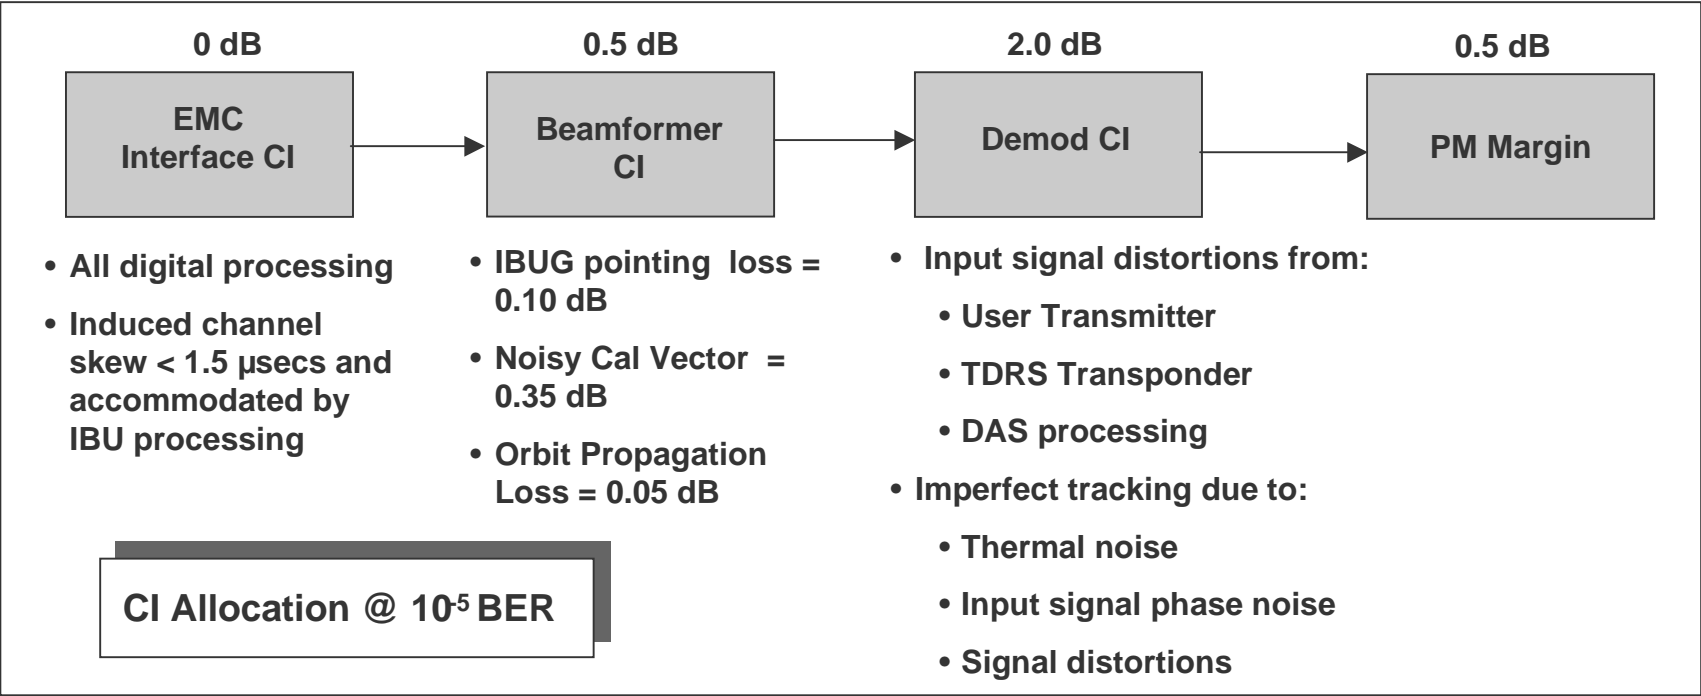 0 dB
EMC
Interface CI
• All digital processing
• Induced channel
skew < 1.5 µsecs and
accommodated by
IBU processing
0.5 dB
Beamformer
CI
• IBUG pointing loss =
0.10 dB
• Noisy Cal Vector =
0.35 dB
• Orbit Propagation
Loss = 0.05 dB
2.0 dB
Demod CI
• Input signal distortions from:
• User Transmitter
• TDRS Transponder
• DAS processing
• Imperfect tracking due to:
• Thermal noise
• Input signal phase noise
• Signal distortions
0.5 dB
PM Margin
CI Allocation @ 10⁻⁵ BER